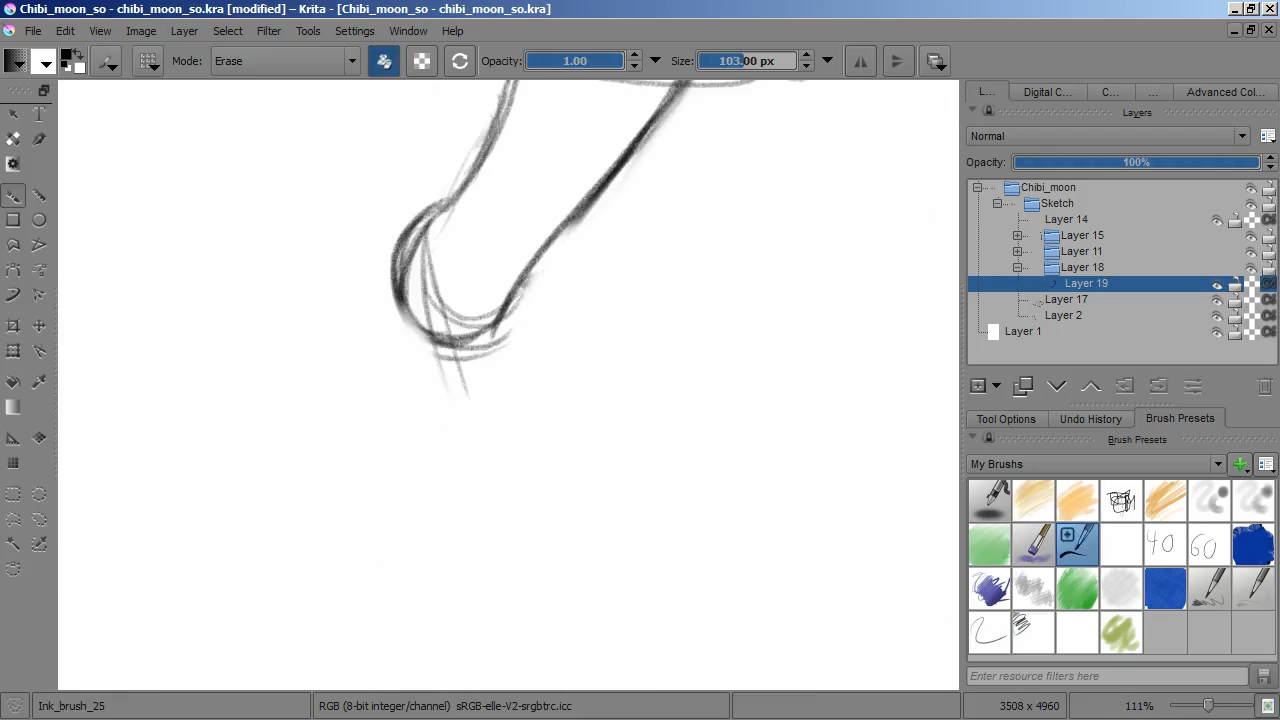 Chibi_moon_so - chibi_moon_so.kra [modified] – Krita - [Chibi_moon_so - chibi_moon_so.kra]
File Edit View Image Layer Select Filter Tools Settings Window Help
Mode: Erase Opacity: 1.00 Size: 103.00 px
L... Digital C... C... ... Advanced Col...
Layers
Normal
Opacity: 100%
Chibi_moon
Sketch
Layer 14
Layer 15
Layer 11
Layer 18
Layer 19
Layer 17
Layer 2
Layer 1
Tool Options Undo History Brush Presets
Brush Presets
My Brushes
40 60
Enter resource filters here
Ink_brush_25 RGB (8-bit integer/channel) sRGB-elle-V2-srgbtrc.icc 3508 x 4960 111%